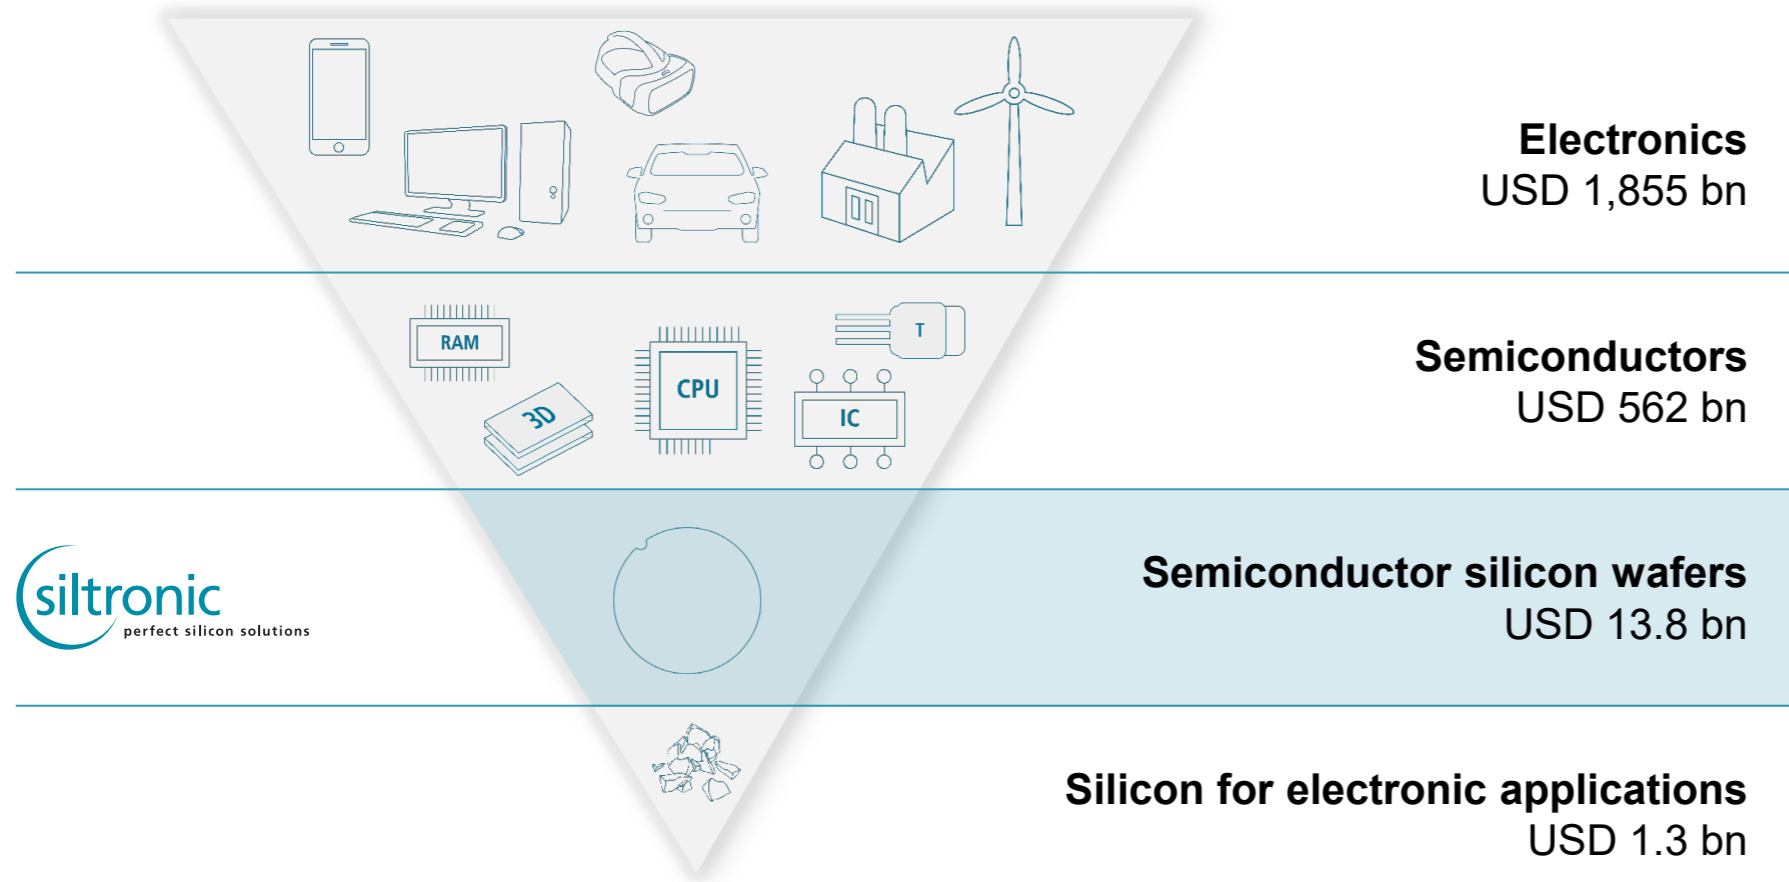 Electronics
USD 1,855 bn
RAM
T
CPU
3D
IC
Semiconductors
USD 562 bn
siltronic
perfect silicon solutions
Semiconductor silicon wafers
USD 13.8 bn
Silicon for electronic applications
USD 1.3 bn